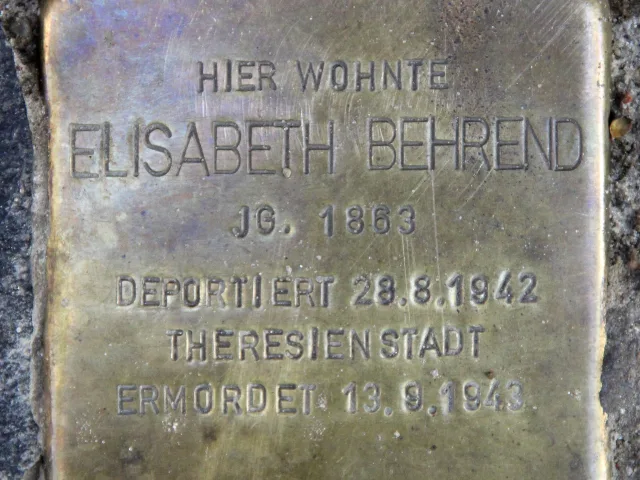 HIER WOHNTE
ELISABETH BEHREND
JG. 1863
DEPORTIERT 28.8.1942
THERESIENSTADT
ERMORDET 13.9.1943